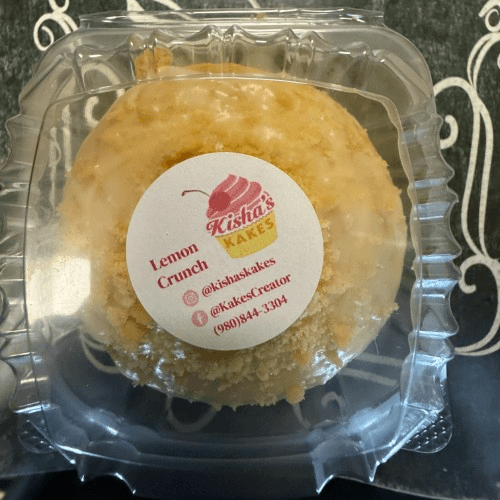 Kisha's
KAKES
Lemon
Crunch
@kishaskakes
@KakesCreator
(980)844-3304